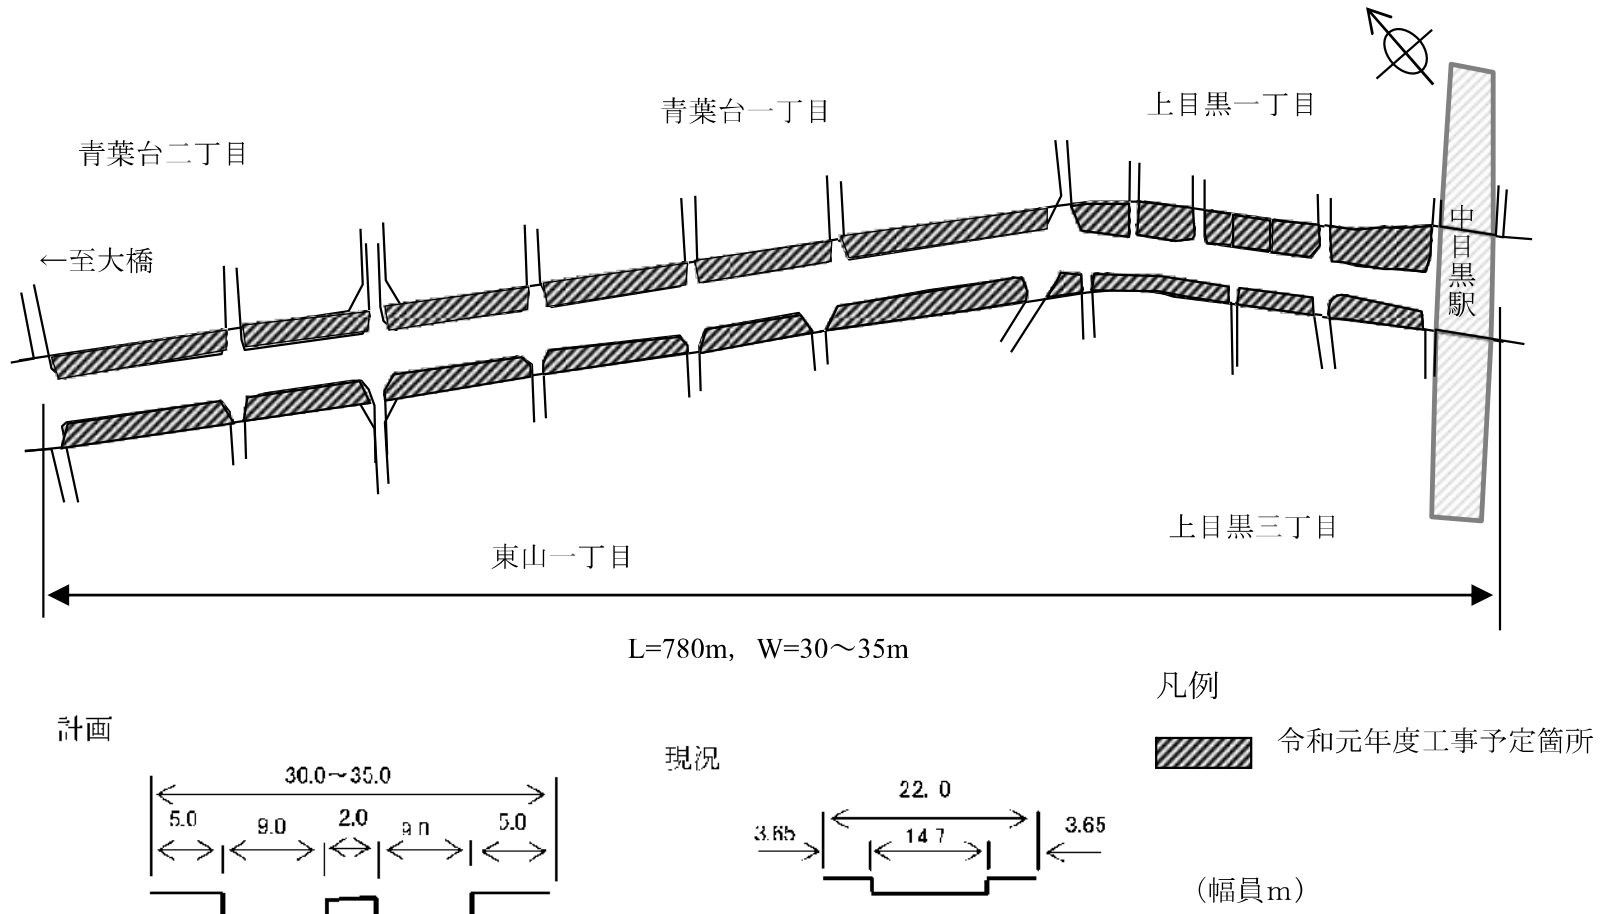 上目黒一丁目
青葉台一丁目
青葉台二丁目
←至大橋
中目黒駅
上目黒三丁目
東山一丁目
L=780m, W=30～35m
凡例
令和元年度工事予定箇所
計画
30.0～35.0
5.0 9.0 2.0 9.0 5.0
現況
22.0
3.65 14.7 3.65
（幅員ｍ）